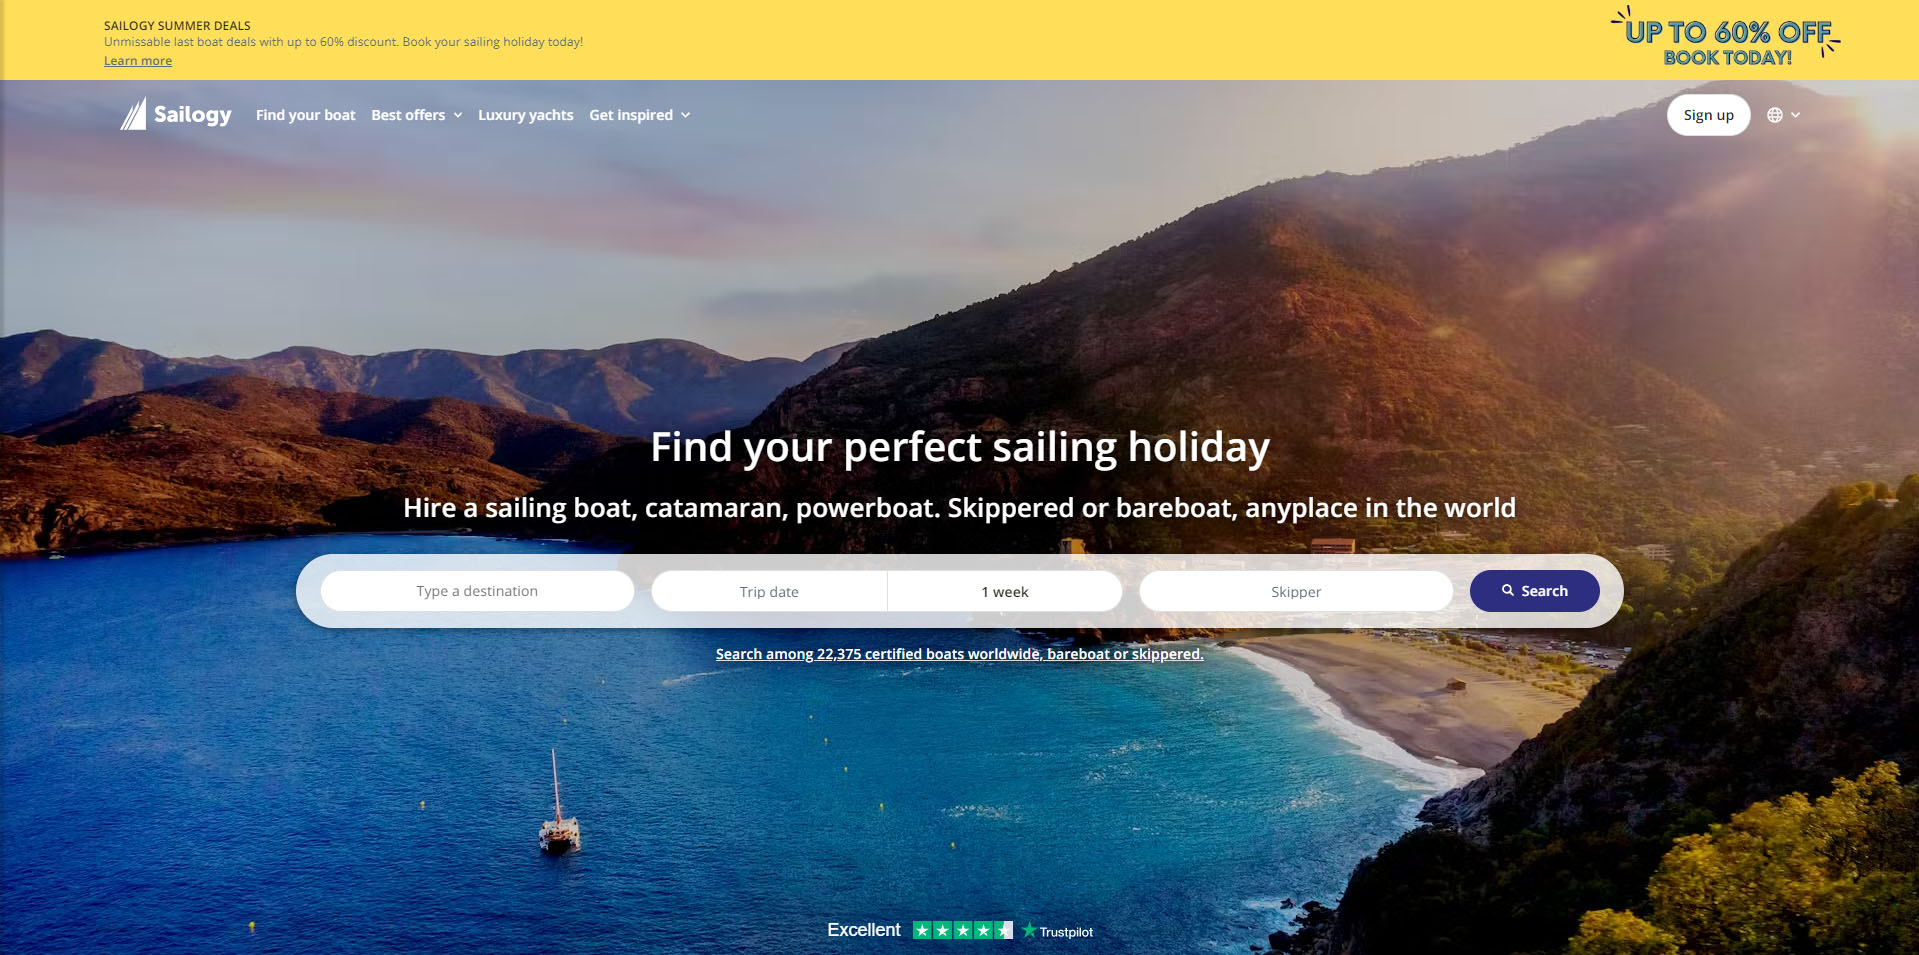 SAILOGY SUMMER DEALS
Unmissable last boat deals with up to 60% discount. Book your sailing holiday today!
Learn more
UP TO 60% OFF
BOOK TODAY!
Sailogy
Find your boat
Best offers
Luxury yachts
Get inspired
Sign up
Find your perfect sailing holiday
Hire a sailing boat, catamaran, powerboat. Skippered or bareboat, anyplace in the world
Type a destination
Trip date
1 week
Skipper
Search
Search among 22,375 certified boats worldwide, bareboat or skippered.
Excellent
Trustpilot